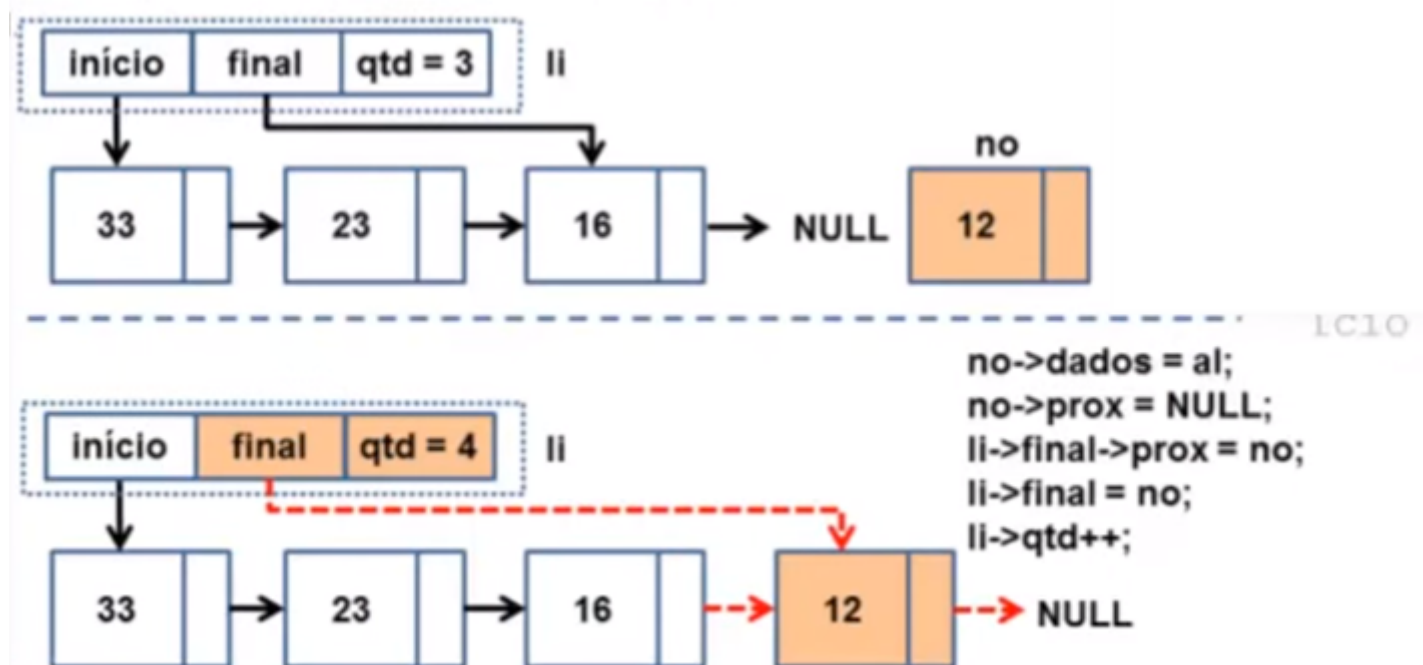 início final qtd = 3 li
no
33 23 16 NULL 12
no->dados = al;
no->prox = NULL;
início final qtd = 4 li
li->final->prox = no;
li->final = no;
li->qtd++;
33 23 16 12 NULL